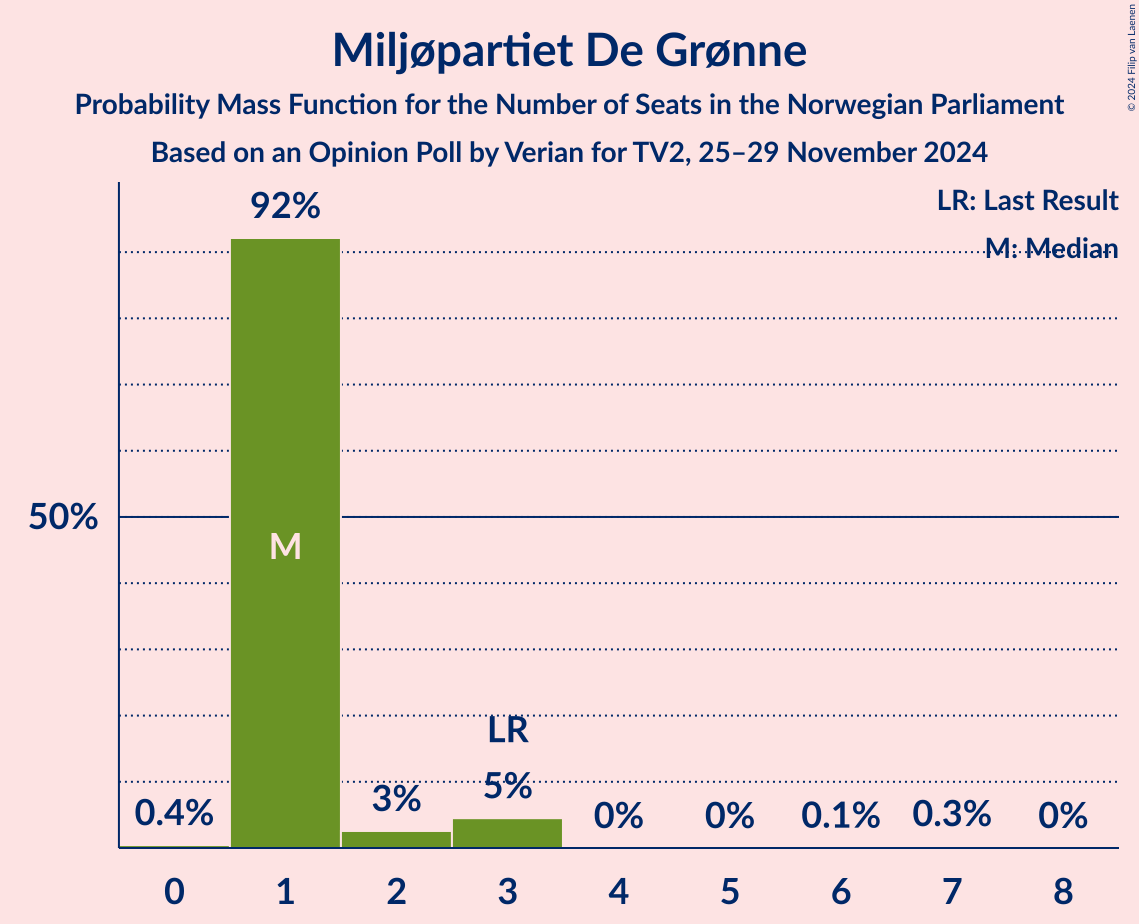 Miljøpartiet De Grønne
Probability Mass Function for the Number of Seats in the Norwegian Parliament
Based on an Opinion Poll by Verian for TV2, 25–29 November 2024
© 2024 Filip van Laenen
LR: Last Result
M: Median
92%
50%
M
LR
0.4%
3%
5%
0%
0%
0.1%
0.3%
0%
0 1 2 3 4 5 6 7 8